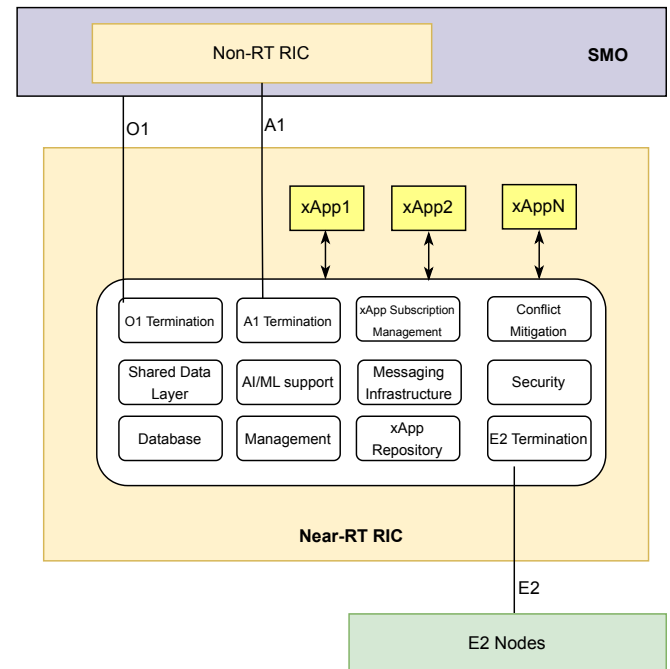 Non-RT RIC
SMO
O1
A1
xApp1
xApp2
xAppN
O1 Termination
A1 Termination
xApp Subscription
Management
Conflict
Mitigation
Shared Data
Layer
AI/ML support
Messaging
Infrastructure
Security
Database
Management
xApp
Repository
E2 Termination
Near-RT RIC
E2
E2 Nodes